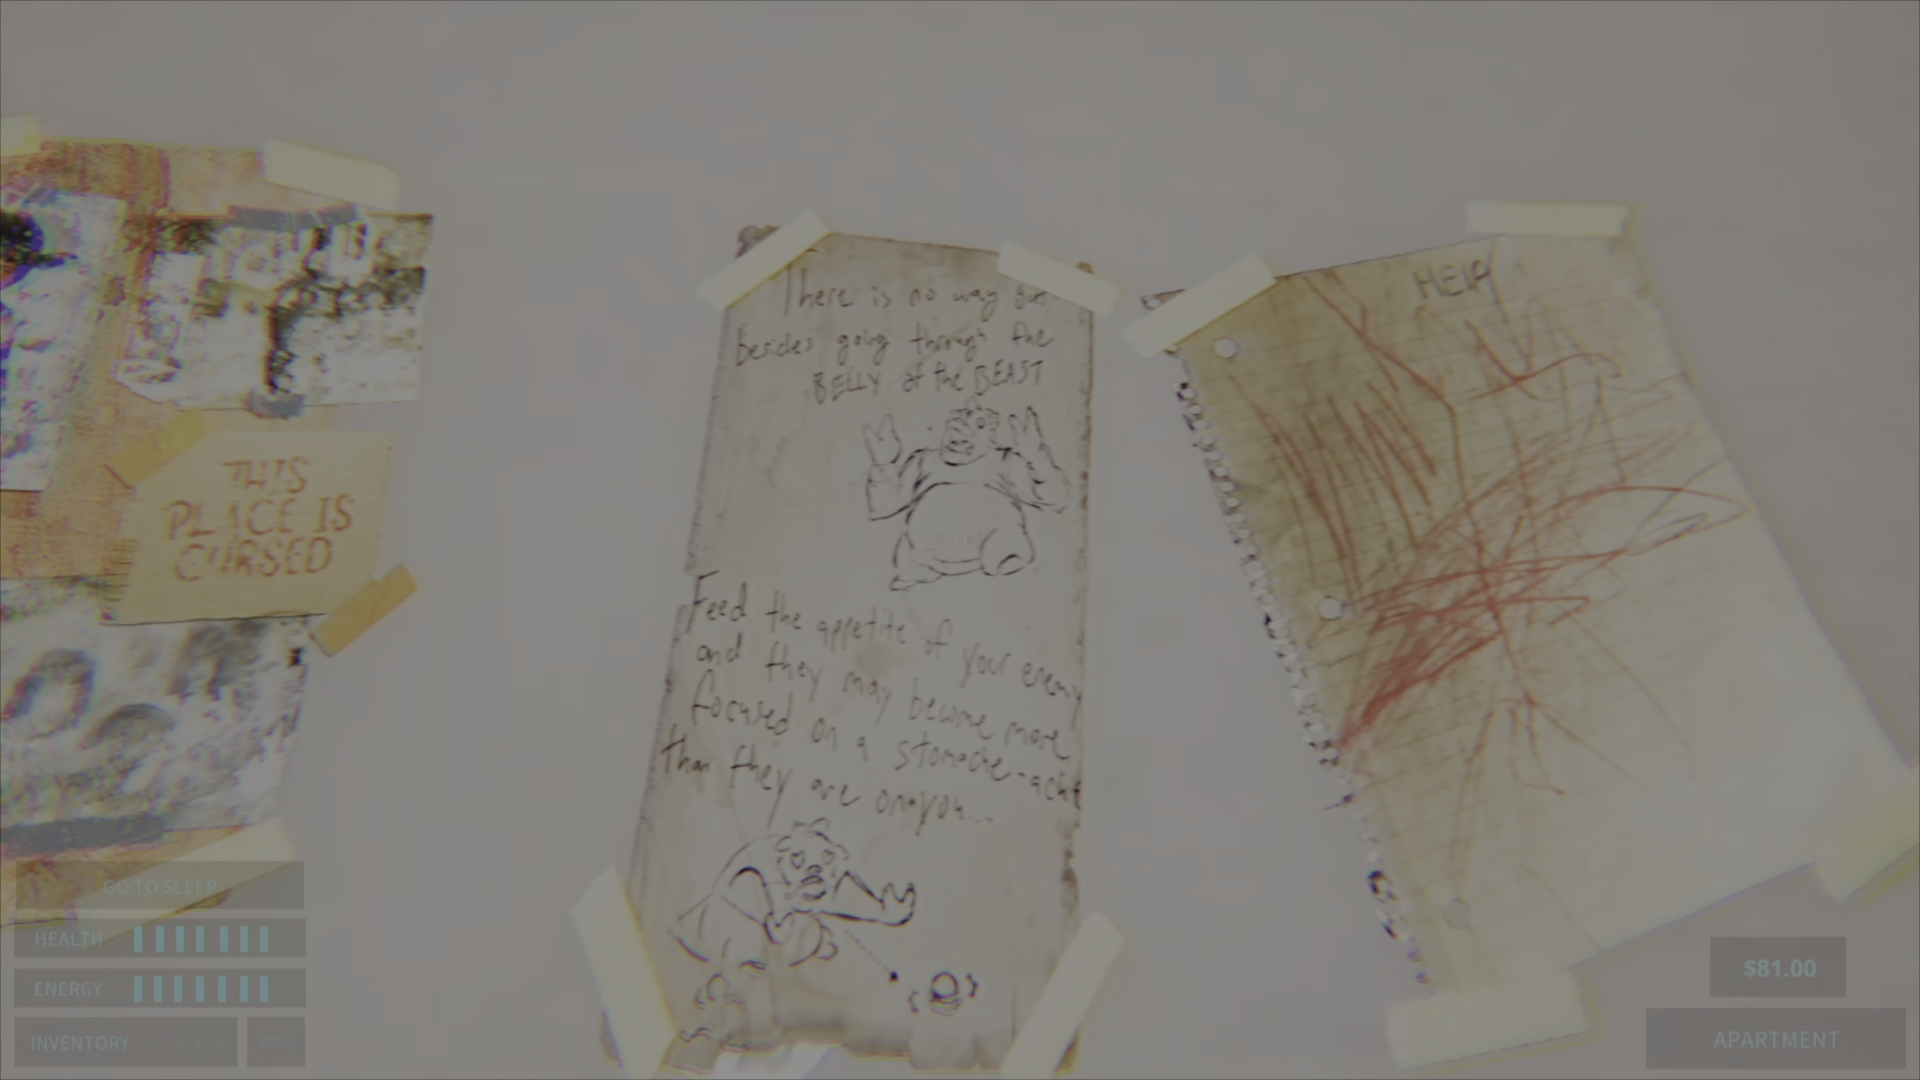 THIS
PLACE IS
CURSED
There is no way out
besides going through the
BELLY of the BEAST
Feed the appetite of your enemy
and they may become more
focused on a stomache-ache
than they are on you...
HELP
GO TO SLEEP
HEALTH
ENERGY
INVENTORY
$81.00
APARTMENT